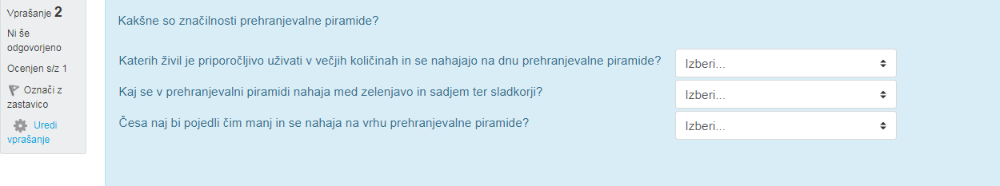 Vprašanje 2
Ni še
odgovorjeno
Ocenjen s/z 1
Označi z
zastavico
Uredi
vprašanje
Kakšne so značilnosti prehranjevalne piramide?
Katerih živil je priporočljivo uživati v večjih količinah in se nahajajo na dnu prehranjevalne piramide? Izberi...
Kaj se v prehranjevalni piramidi nahaja med zelenjavo in sadjem ter sladkorji? Izberi...
Česa naj bi pojedli čim manj in se nahaja na vrhu prehranjevalne piramide? Izberi...